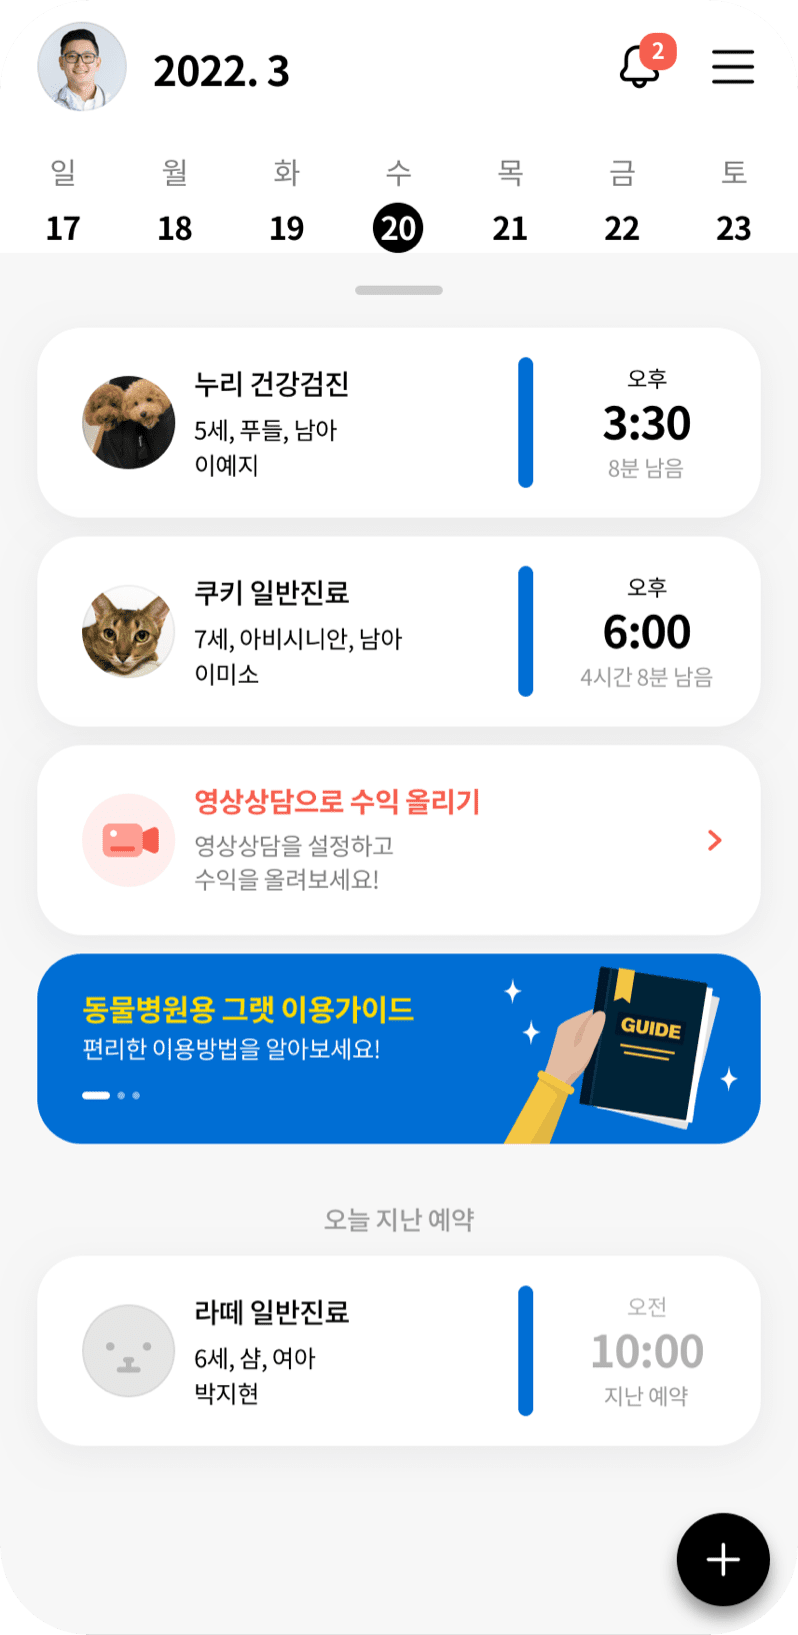 2022. 3
2
일 월 화 수 목 금 토
17 18 19 20 21 22 23
누리 건강검진
5세, 푸들, 남아
이예지
오후
3:30
8분 남음
쿠키 일반진료
7세, 아비시니안, 남아
이미소
오후
6:00
4시간 8분 남음
영상상담으로 수익 올리기
영상상담을 설정하고
수익을 올려보세요!
동물병원용 그랫 이용가이드
편리한 이용방법을 알아보세요!
GUIDE
오늘 지난 예약
라떼 일반진료
6세, 샴, 여아
박지현
오전
10:00
지난 예약